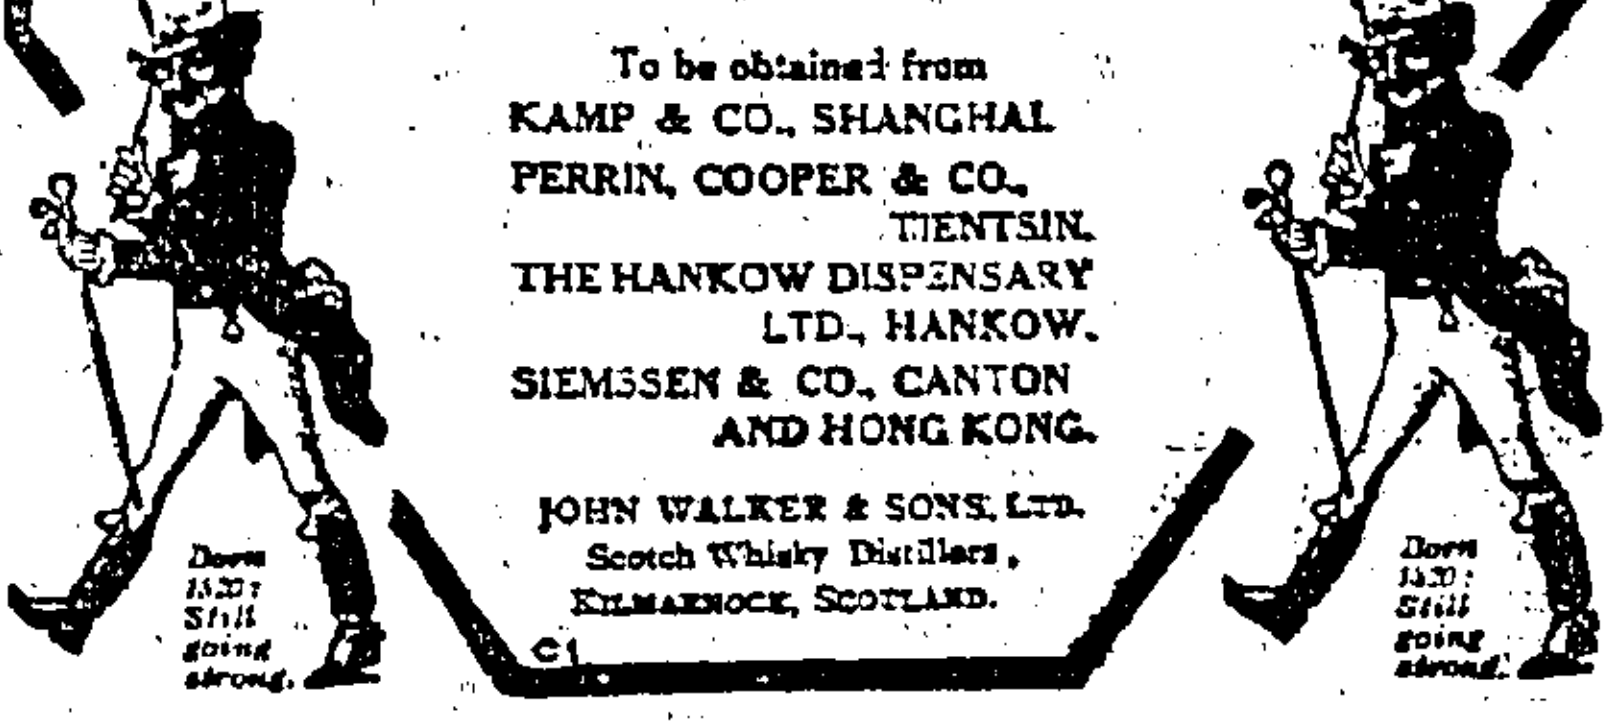 To be obtained from
KAMP & CO., SHANGHAI.
PERRIN, COOPER & CO.,
TIENTSIN.
THE HANKOW DISPENSARY
LTD., HANKOW.
SIEMSSEN & CO., CANTON
AND HONG KONG.
JOHN WALKER & SONS, LTD.
Scotch Whisky Distillers,
KILMARNOCK, SCOTLAND.
C1
Born
1820:
Still
going
strong.
Born
1820:
Still
going
strong.